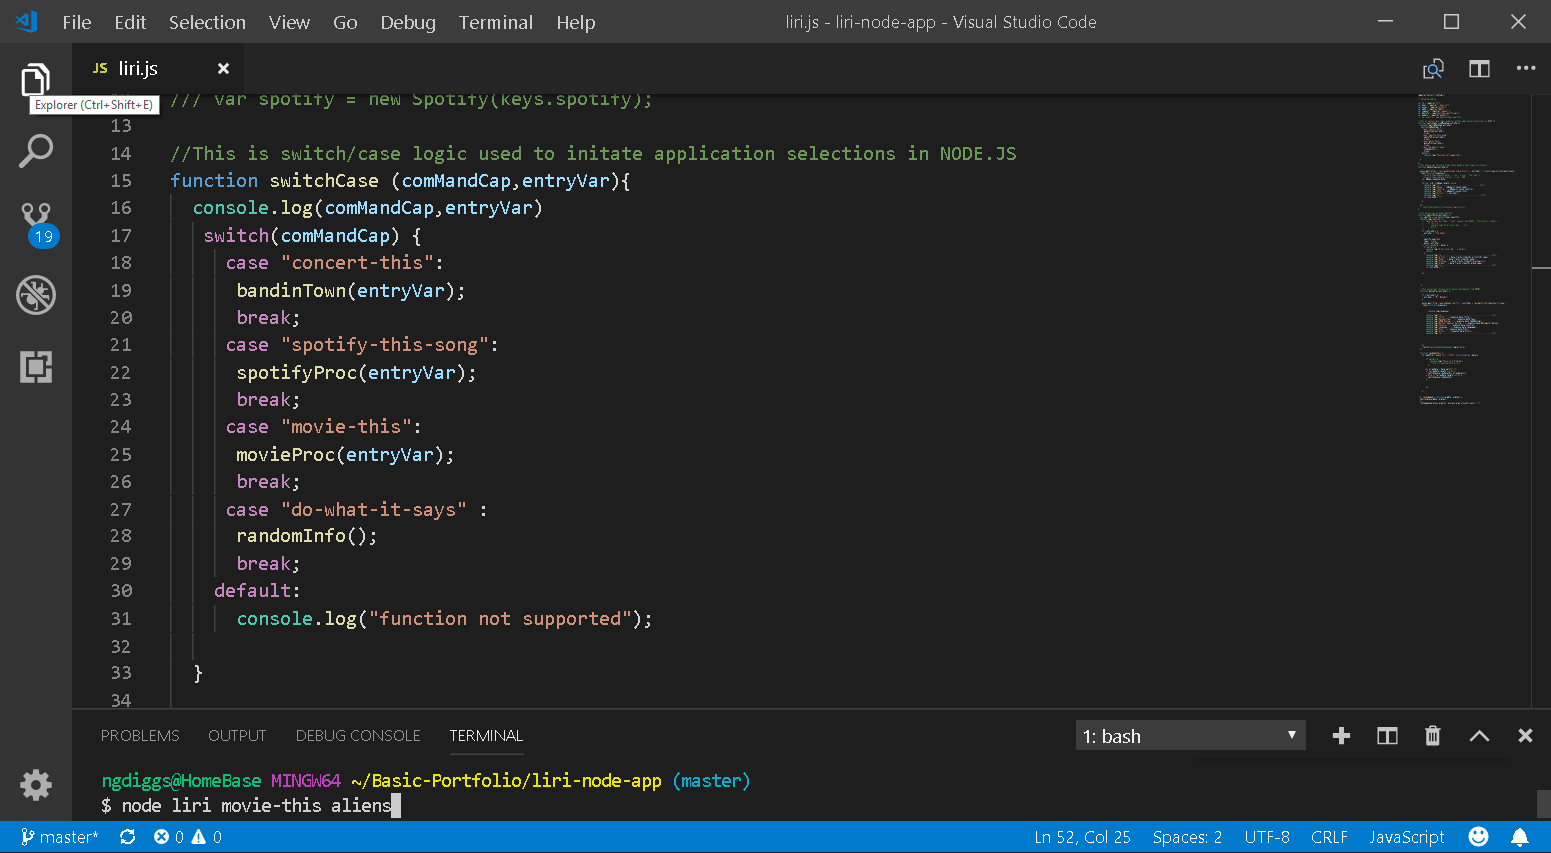 File Edit Selection View Go Debug Terminal Help liri.js - liri-node-app - Visual Studio Code
JS liri.js
Explorer (Ctrl+Shift+E)
/// var spotify = new Spotify(keys.spotify);
13
14 //This is switch/case logic used to initate application selections in NODE.JS
15 function switchCase (comMandCap,entryVar){
16 console.log(comMandCap,entryVar)
17 switch(comMandCap) {
18 case "concert-this":
19 bandinTown(entryVar);
20 break;
21 case "spotify-this-song":
22 spotifyProc(entryVar);
23 break;
24 case "movie-this":
25 movieProc(entryVar);
26 break;
27 case "do-what-it-says" :
28 randomInfo();
29 break;
30 default:
31 console.log("function not supported");
32
33 }
34
19
PROBLEMS OUTPUT DEBUG CONSOLE TERMINAL 1: bash
ngdiggs@HomeBase MINGW64 ~/Basic-Portfolio/liri-node-app (master)
$ node liri movie-this aliens
master* 0 0 Ln 52, Col 25 Spaces: 2 UTF-8 CRLF JavaScript